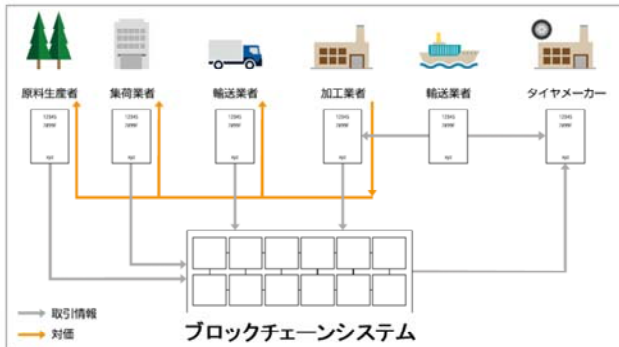 原料生産者
集荷業者
輸送業者
加工業者
輸送業者
タイヤメーカー
取引情報
対価
ブロックチェーンシステム